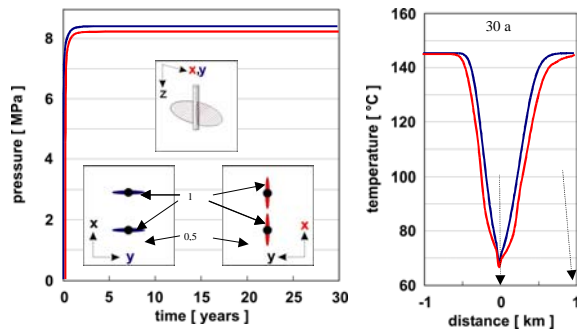 8
6
4
2
0
pressure [ MPa ]
0 5 10 15 20 25 30
time [ years ]
x,y
z
x
y
1
0,5
x
y
160
140
120
100
80
60
temperature [ °C ]
30 a
-1 0 1
distance [ km ]